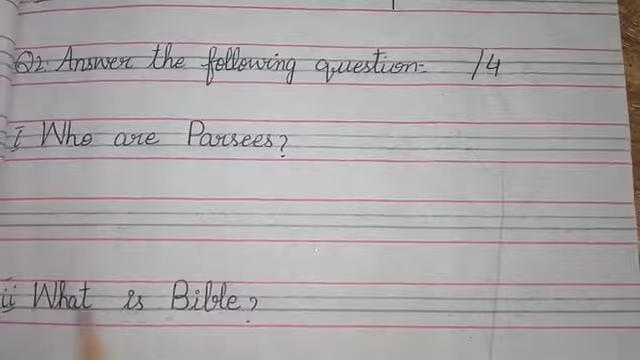 Q2. Answer the following question- /4
i Who are Parsees?
ii What is Bible?